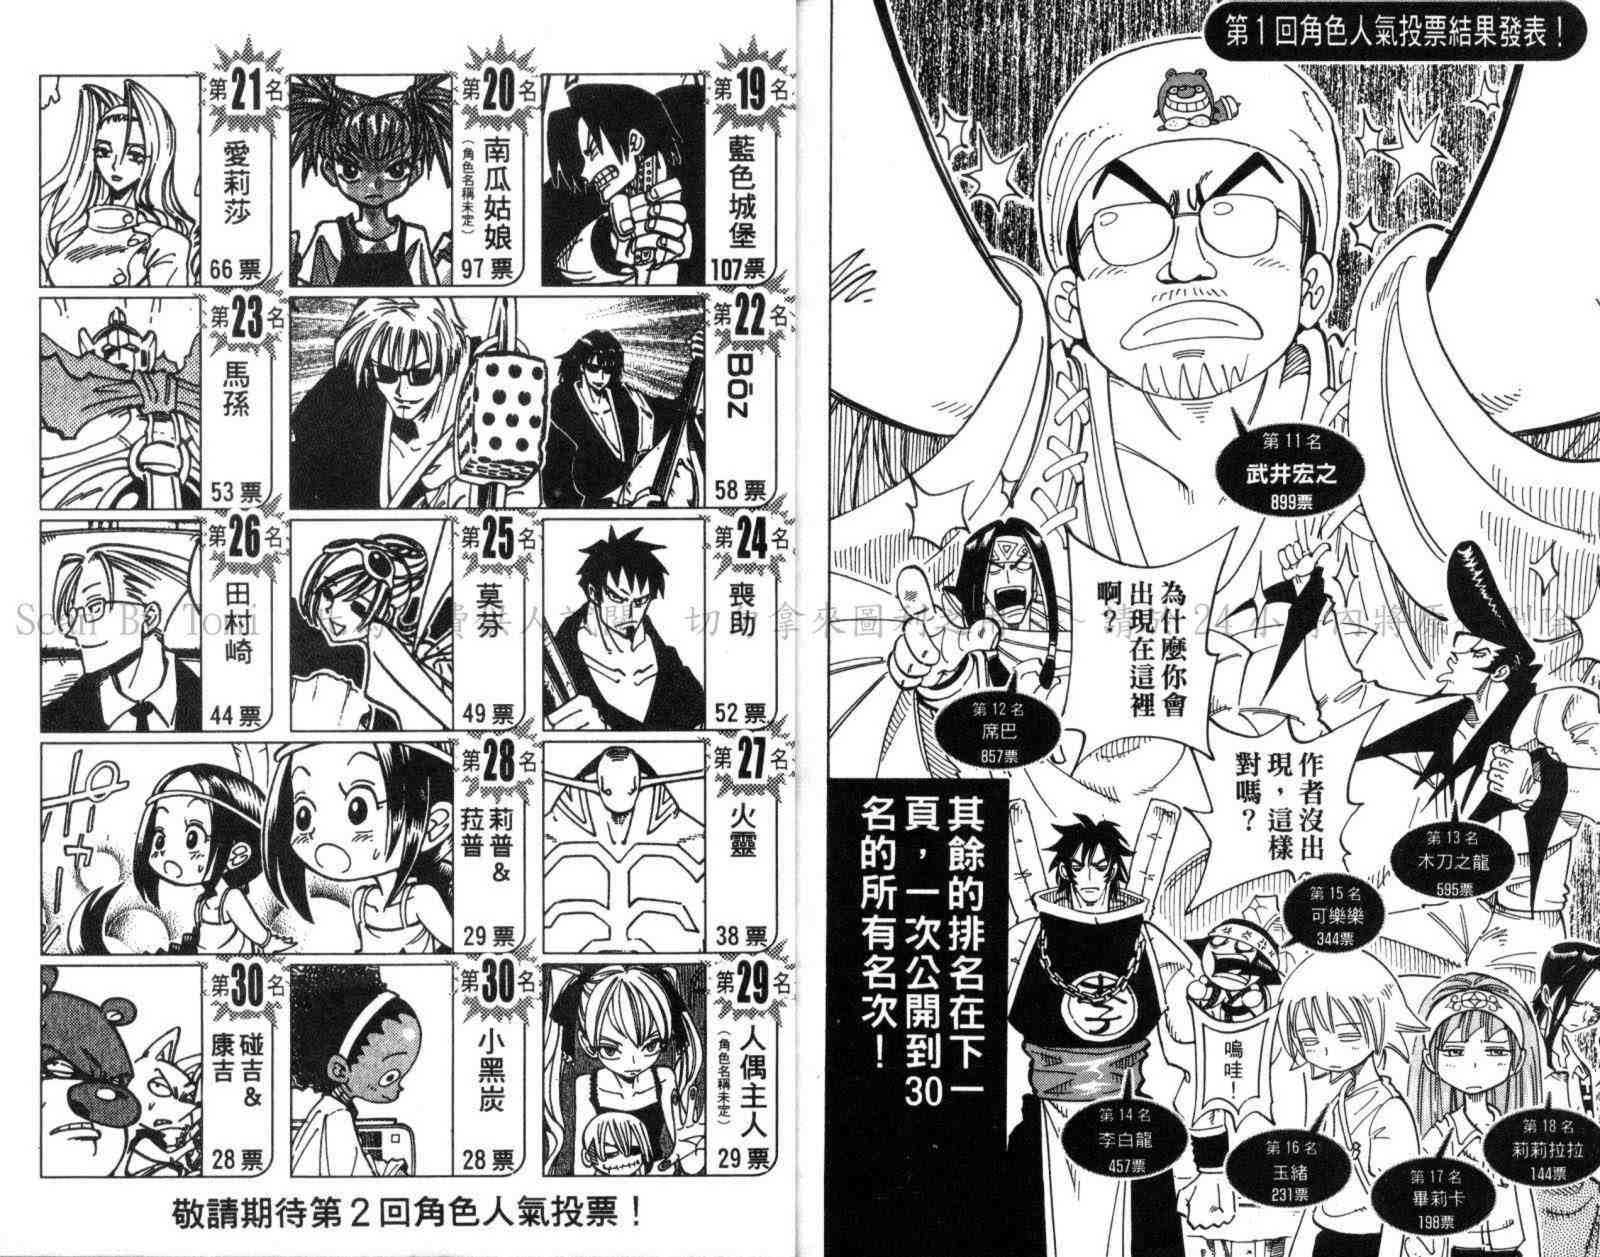 第1回角色人氣投票結果發表！
第11名
武井宏之
899票
為什麼你會
出現在這裡
啊？
第12名
席巴
857票
作者沒出
現，這樣
對嗎？
第13名
木刀之龍
595票
第15名
可樂樂
344票
嗚哇！
第14名
李白龍
457票
第16名
玉緒
231票
第17名
畢莉卡
198票
第18名
莉莉拉拉
144票
其餘的排名在下一
頁，一次公開到30
名的所有名次！
第19名
藍色城堡
107票
第20名
南瓜姑娘
（角色名稱未定）
97票
第21名
愛莉莎
66票
第22名
Bōz
58票
第23名
馬孫
53票
第24名
喪助
52票
第25名
莫芬
49票
第26名
田村崎
44票
第27名
火靈
38票
第28名
莉普&
菈普
29票
第29名
人偶主人
（角色名稱未定）
29票
第30名
小黑炭
28票
第30名
碰吉&
康吉
28票
敬請期待第2回角色人氣投票！